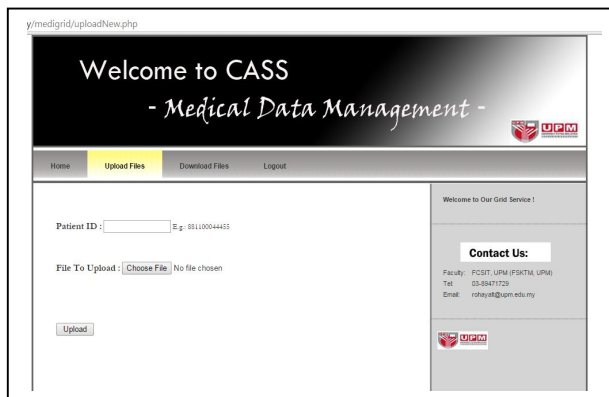 y/medigrid/uploadNew.php
Welcome to CASS
- Medical Data Management -
UPM
Home Upload Files Download Files Logout
Patient ID : E.g.: 881100044455
File To Upload : Choose File No file chosen
Upload
Welcome to Our Grid Service !
Contact Us:
Faculty: FCSIT, UPM (FSKTM, UPM)
Tel: 03-89471729
Email: rohayatt@upm.edu.my
UPM